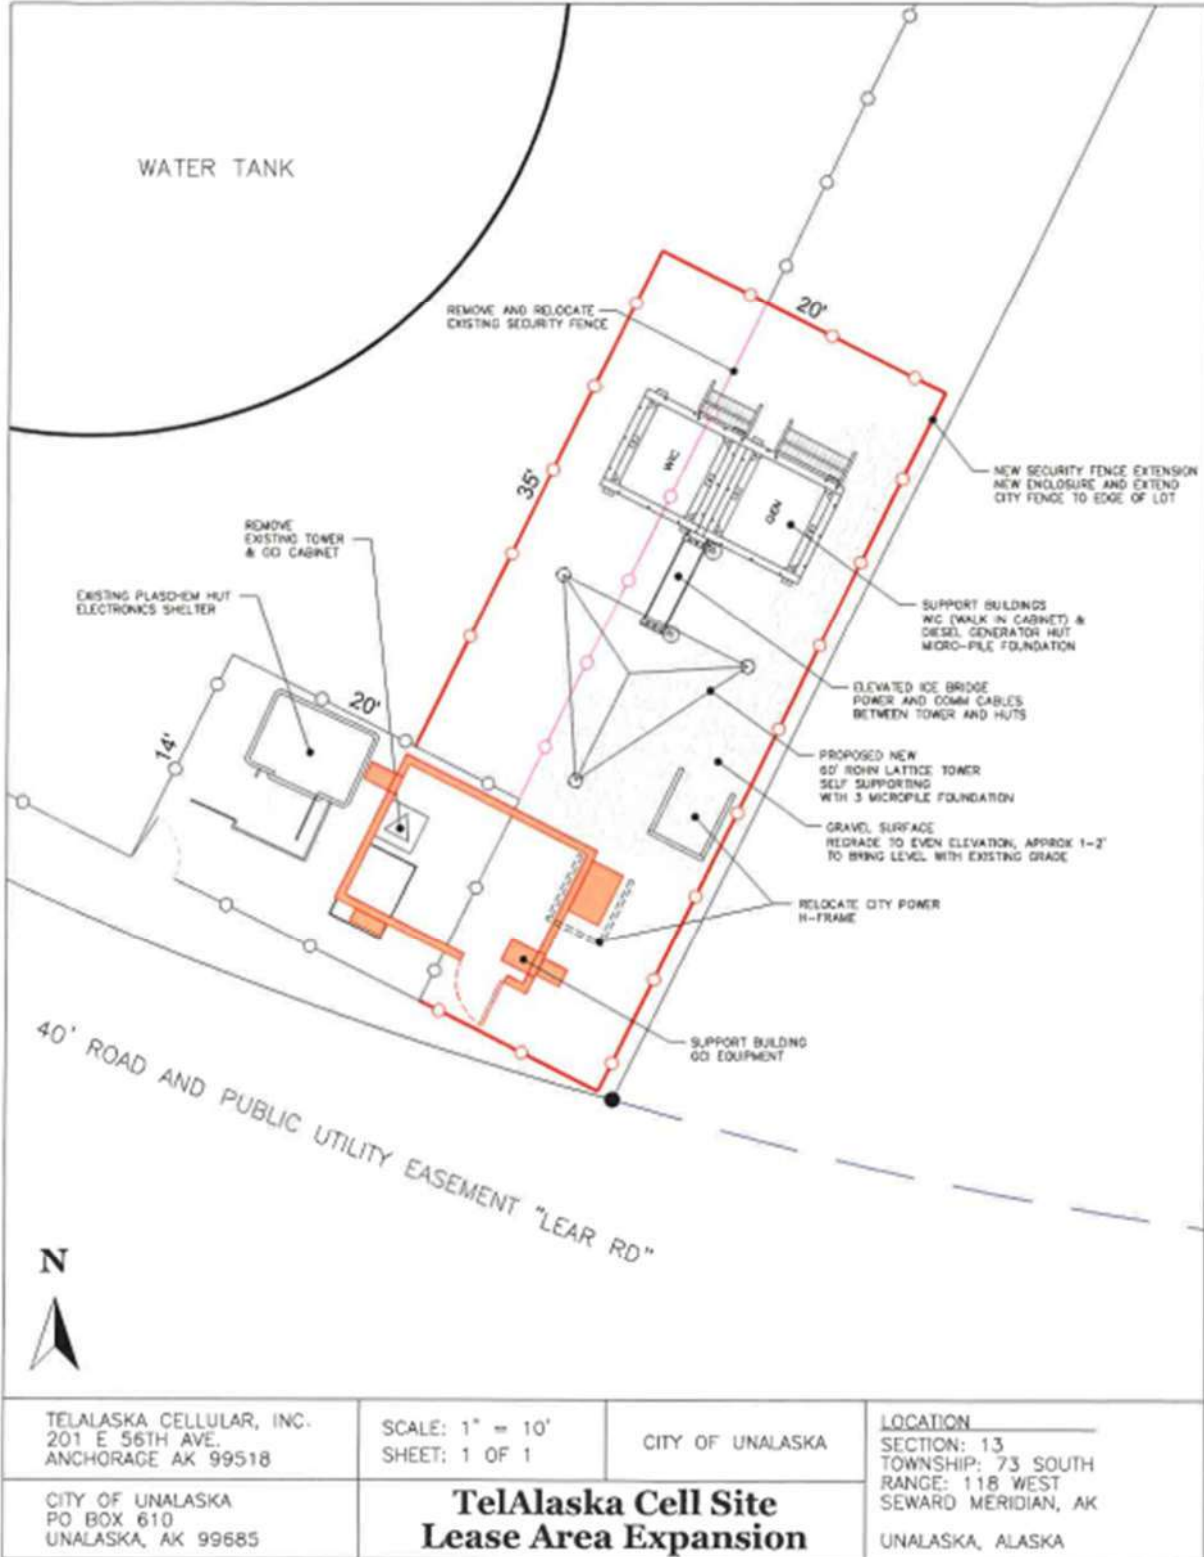 WATER TANK
REMOVE AND RELOCATE
EXISTING SECURITY FENCE
20'
35'
WIC
GEN
NEW SECURITY FENCE EXTENSION
NEW ENCLOSURE AND EXTEND
CITY FENCE TO EDGE OF LOT
REMOVE
EXISTING TOWER
& GCI CABINET
EXISTING PLASCHEM HUT
ELECTRONICS SHELTER
SUPPORT BUILDINGS
WIC (WALK IN CABINET) &
DIESEL GENERATOR HUT
MICRO-PILE FOUNDATION
ELEVATED ICE BRIDGE
POWER AND COMM CABLES
BETWEEN TOWER AND HUTS
20'
14'
PROPOSED NEW
60' ROHN LATTICE TOWER
SELF SUPPORTING
WITH 3 MICROPILE FOUNDATION
GRAVEL SURFACE
REGRADE TO EVEN ELEVATION, APPROX 1-2'
TO BRING LEVEL WITH EXISTING GRADE
RELOCATE CITY POWER
H-FRAME
SUPPORT BUILDING
GCI EQUIPMENT
40' ROAD AND PUBLIC UTILITY EASEMENT "LEAR RD"
N
TELALASKA CELLULAR, INC.
201 E 56TH AVE.
ANCHORAGE AK 99518
SCALE: 1" = 10'
SHEET: 1 OF 1
CITY OF UNALASKA
LOCATION
SECTION: 13
TOWNSHIP: 73 SOUTH
RANGE: 118 WEST
SEWARD MERIDIAN, AK
UNALASKA, ALASKA
CITY OF UNALASKA
PO BOX 610
UNALASKA, AK 99685
TelAlaska Cell Site
Lease Area Expansion